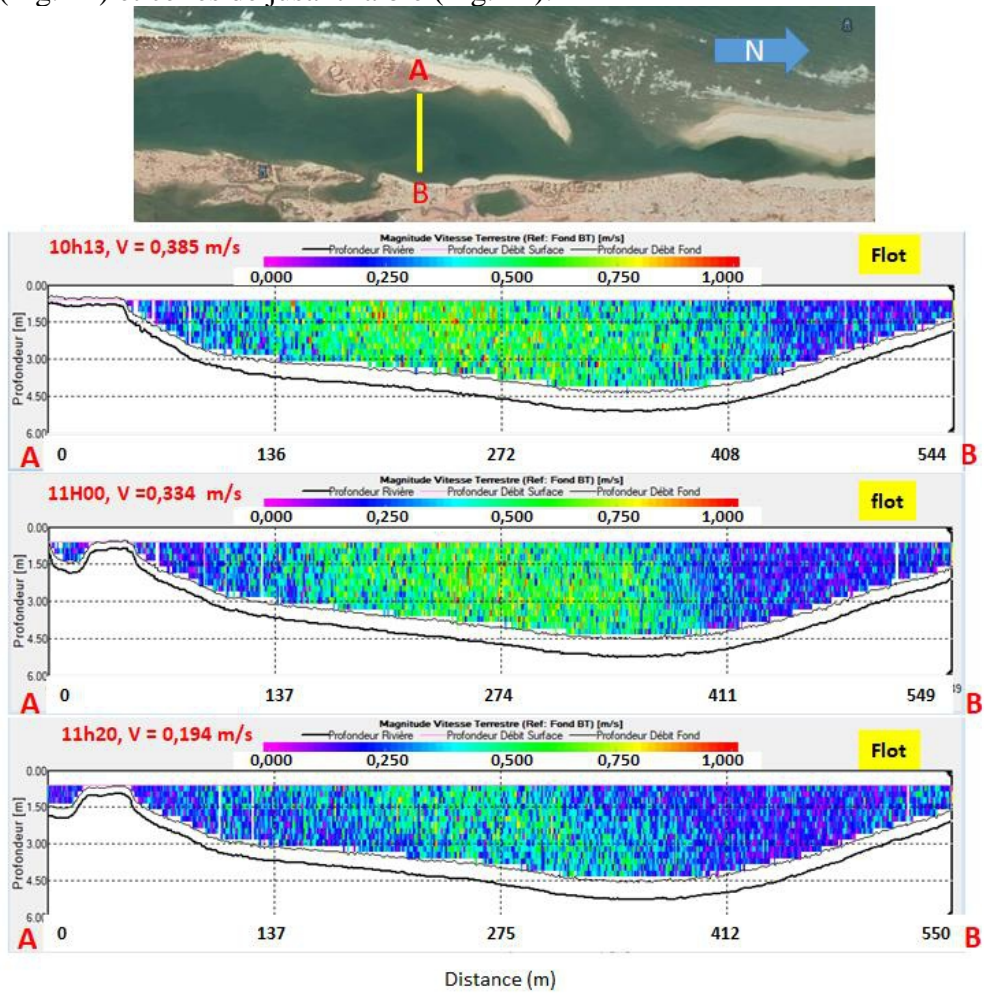 N
A
B
10h13, V = 0,385 m/s
Magnitude Vitesse Terrestre (Ref: Fond BT) [m/s]
Profondeur Rivière Profondeur Débit Surface Profondeur Débit Fond
Flot
0,000 0,250 0,500 0,750 1,000
Profondeur [m]
0.00
1.50
3.00
4.50
6.00
A 0 136 272 408 544 B
11H00, V =0,334 m/s
Magnitude Vitesse Terrestre (Ref: Fond BT) [m/s]
Profondeur Rivière Profondeur Débit Surface Profondeur Débit Fond
flot
0,000 0,250 0,500 0,750 1,000
Profondeur [m]
0.00
1.50
3.00
4.50
6.00
A 0 137 274 411 549 B
11h20, V = 0,194 m/s
Magnitude Vitesse Terrestre (Ref: Fond BT) [m/s]
Profondeur Rivière Profondeur Débit Surface Profondeur Débit Fond
Flot
0,000 0,250 0,500 0,750 1,000
Profondeur [m]
0.00
1.50
3.00
4.50
6.00
A 0 137 275 412 550 B
Distance (m)